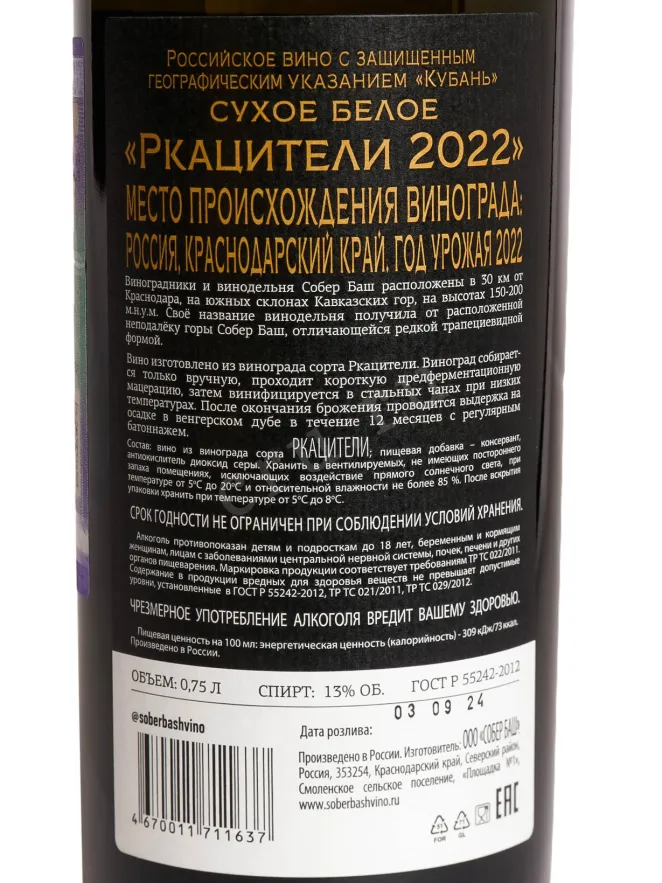 Российское вино с защищенным
географическим указанием «Кубань»
сухое белое
«Ркацители 2022»
МЕСТО ПРОИСХОЖДЕНИЯ ВИНОГРАДА:
РОССИЯ, КРАСНОДАРСКИЙ КРАЙ. ГОД УРОЖАЯ 2022
Виноградники и винодельня Собер Баш расположены в 30 км от
Краснодара, на южных склонах Кавказских гор, на высотах 150-200
м.н.у.м. Своё название винодельня получила от расположенной
неподалёку горы Собер Баш, отличающейся редкой трапециевидной
формой.
Вино изготовлено из винограда сорта Ркацители. Виноград собирает-
ся только вручную, проходит короткую предферментационную
мацерацию, затем винифицируется в стальных чанах при низких
температурах. После окончания брожения проводится выдержка на
осадке в венгерском дубе в течение 12 месяцев с регулярным
батоннажем.
Состав: вино из винограда сорта РКАЦИТЕЛИ; пищевая добавка – консервант,
антиокислитель диоксид серы. Хранить в вентилируемых, не имеющих постороннего
запаха помещениях, исключающих воздействие прямого солнечного света, при
температуре от 5°С до 20°С и относительной влажности не более 85 %. После вскрытия
упаковки хранить при температуре от 5°С до 8°С.
СРОК ГОДНОСТИ НЕ ОГРАНИЧЕН ПРИ СОБЛЮДЕНИИ УСЛОВИЙ ХРАНЕНИЯ.
Алкоголь противопоказан детям и подросткам до 18 лет, беременным и кормящим
женщинам, лицам с заболеваниями центральной нервной системы, почек, печени и других
органов пищеварения. Маркировка продукции соответствует требованиям ТР ТС 022/2011.
Содержание в продукции вредных для здоровья веществ не превышает допустимые
уровни, установленные в ГОСТ Р 55242-2012, ТР ТС 021/2011, ТР ТС 029/2012.
ЧРЕЗМЕРНОЕ УПОТРЕБЛЕНИЕ АЛКОГОЛЯ ВРЕДИТ ВАШЕМУ ЗДОРОВЬЮ.
Пищевая ценность на 100 мл: энергетическая ценность (калорийность) - 309 кДж/73 ккал.
Произведено в России.
ОБЪЕМ: 0,75 Л СПИРТ: 13% ОБ. ГОСТ Р 55242-2012
03 09 24
@soberbashvino
Дата розлива:
Произведено в России. Изготовитель: ООО «СОБЕР БАШ»
Россия, 353254, Краснодарский край, Северский район,
Смоленское сельское поселение, «Площадка №1»,
www.soberbashvino.ru
4 670011 711637
FOR
GL
EAC